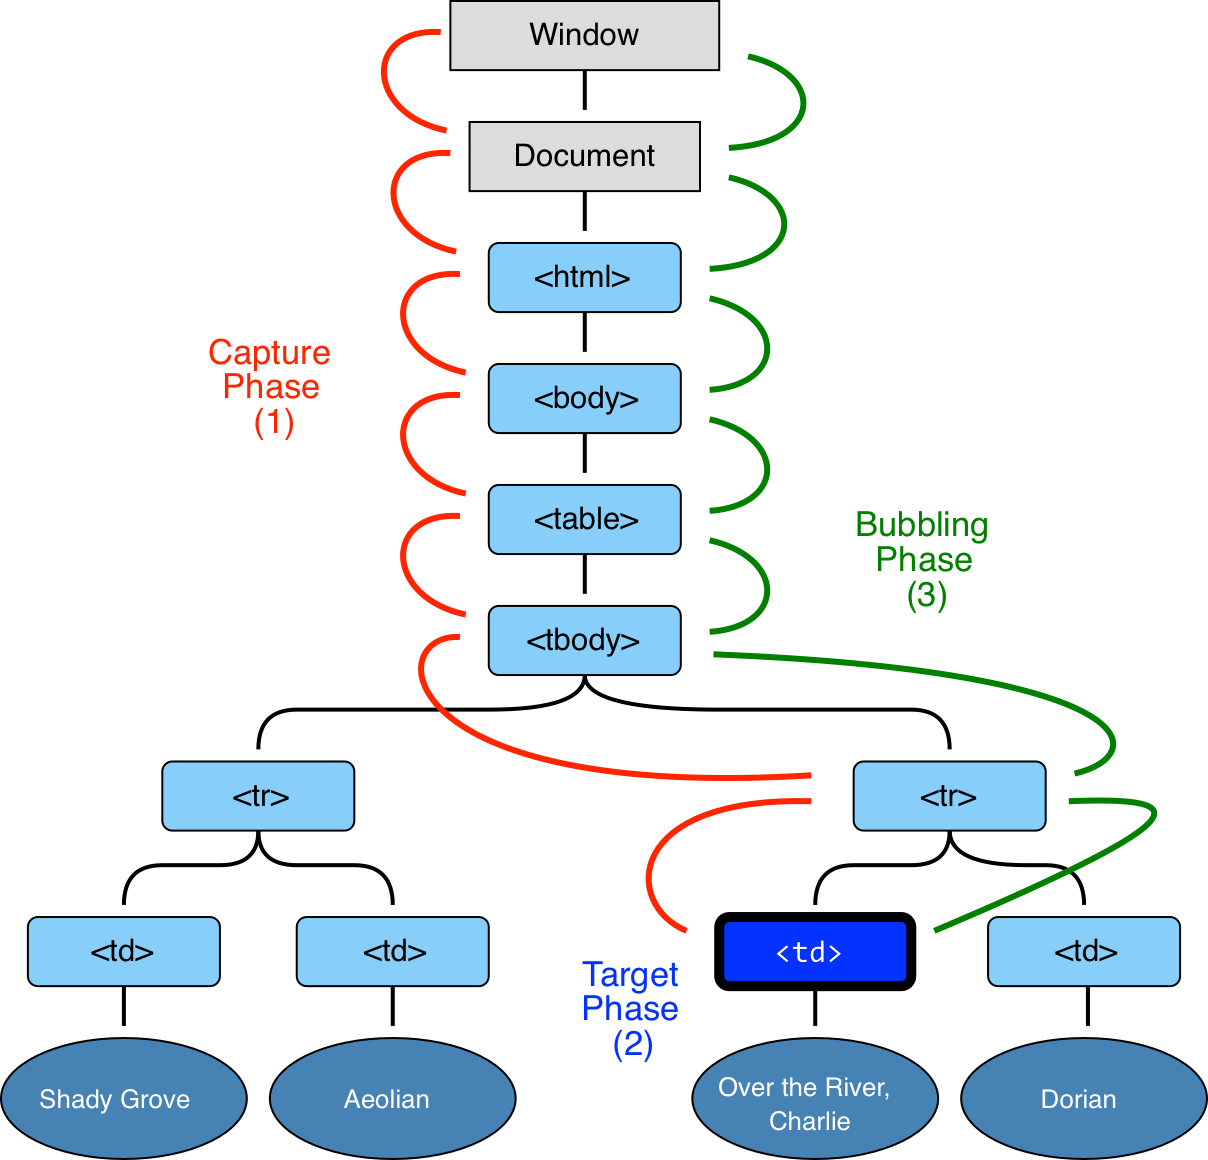 Window
Document
<html>
Capture
Phase
(1)
<body>
<table>
Bubbling
Phase
(3)
<tbody>
<tr>
<tr>
<td>
<td>
<td>
<td>
Target
Phase
(2)
Shady Grove
Aeolian
Over the River,
Charlie
Dorian